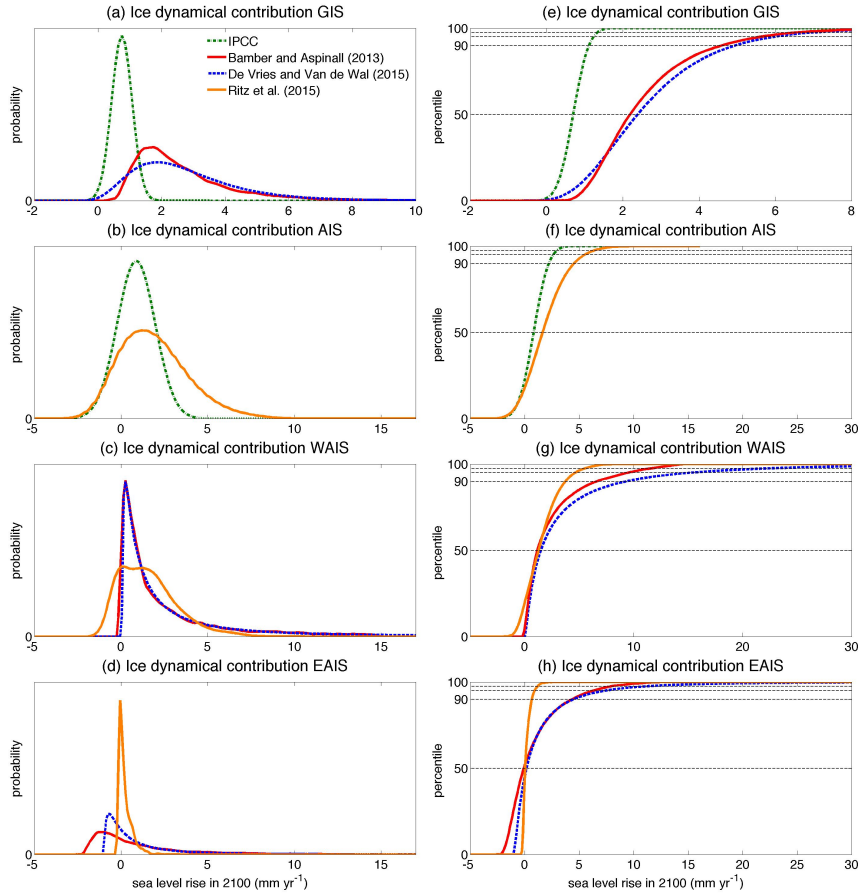 (a) Ice dynamical contribution GIS
probability
0
-2 0 2 4 6 8 10
IPCC
Bamber and Aspinall (2013)
De Vries and Van de Wal (2015)
Ritz et al. (2015)
(e) Ice dynamical contribution GIS
percentile
100
90
50
0
-2 0 2 4 6 8
(b) Ice dynamical contribution AIS
probability
0
-5 0 5 10 15
(f) Ice dynamical contribution AIS
percentile
100
90
50
0
-5 0 5 10 15 20 25 30
(c) Ice dynamical contribution WAIS
probability
0
-5 0 5 10 15
(g) Ice dynamical contribution WAIS
percentile
100
90
50
0
-5 0 5 10 15 20 25 30
(d) Ice dynamical contribution EAIS
probability
0
-5 0 5 10 15
sea level rise in 2100 (mm yr⁻¹)
(h) Ice dynamical contribution EAIS
percentile
100
90
50
0
-5 0 5 10 15 20 25 30
sea level rise in 2100 (mm yr⁻¹)